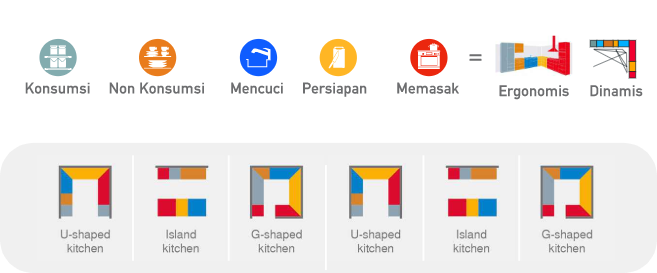 Konsumsi Non Konsumsi Mencuci Persiapan Memasak = Ergonomis Dinamis
U-shaped kitchen
Island kitchen
G-shaped kitchen
U-shaped kitchen
Island kitchen
G-shaped kitchen